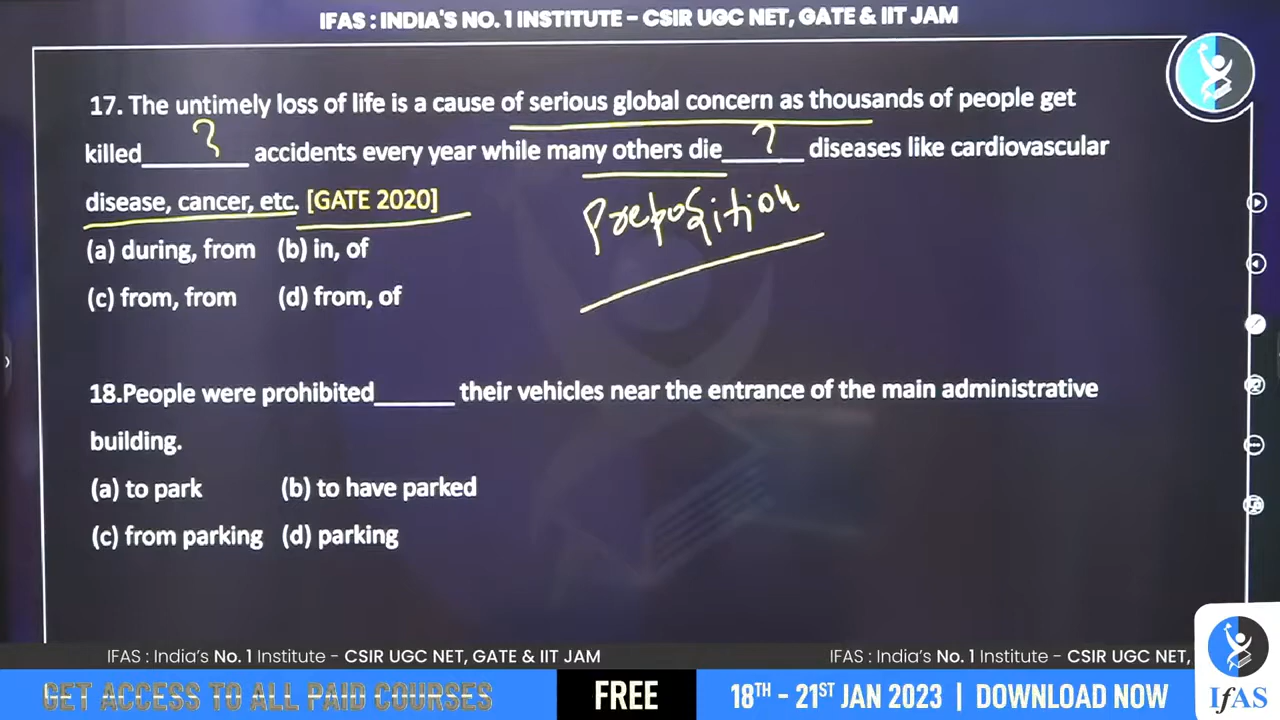 IFAS : INDIA'S NO. 1 INSTITUTE – CSIR UGC NET, GATE & IIT JAM
17. The untimely loss of life is a cause of serious global concern as thousands of people get
killed______ accidents every year while many others die______ diseases like cardiovascular
? ?
disease, cancer, etc. [GATE 2020]
Preposition
(a) during, from (b) in, of
(c) from, from (d) from, of
18.People were prohibited______ their vehicles near the entrance of the main administrative
building.
(a) to park (b) to have parked
(c) from parking (d) parking
IFAS : India's No. 1 Institute – CSIR UGC NET, GATE & IIT JAM IFAS : India's No. 1 Institute – CSIR UGC NET,
GET ACCESS TO ALL PAID COURSES FREE 18TH - 21ST JAN 2023 | DOWNLOAD NOW
IfAS